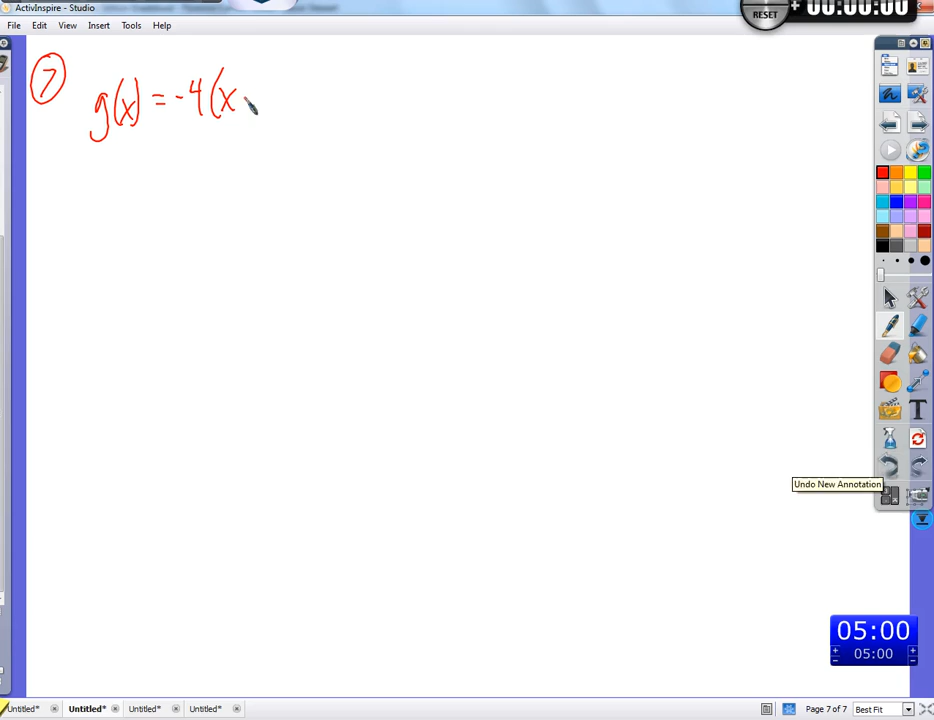 ActivInspire - Studio
RESET
00:00:00
File Edit View Insert Tools Help
7
g(x) = -4(x
T
Undo New Annotation
05:00
05:00
Untitled* Untitled* Untitled* Untitled* Page 7 of 7 Best Fit